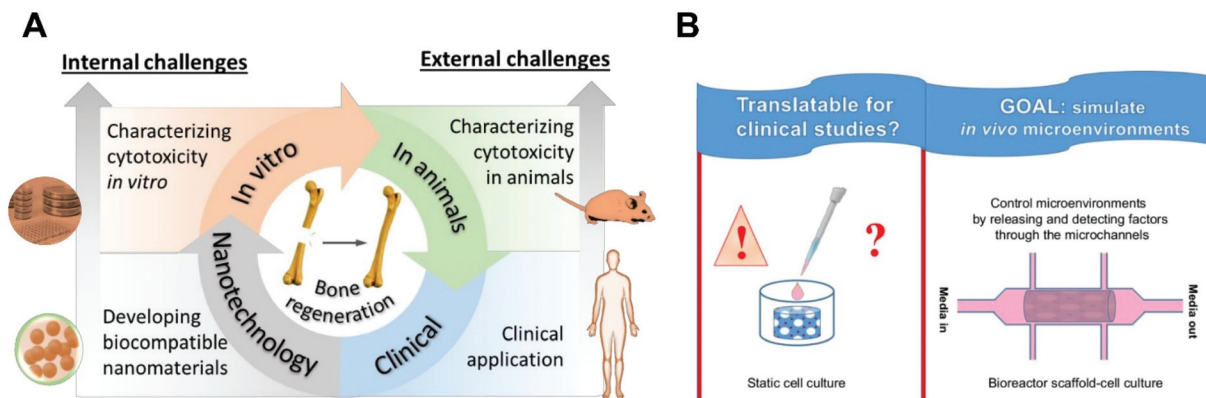 A
Internal challenges
External challenges
Characterizing
cytotoxicity
in vitro
In vitro
In animals
Characterizing
cytotoxicity
in animals
Bone
regeneration
Developing
biocompatible
nanomaterials
Nanotechnology
Clinical
Clinical
application
B
Translatable for
clinical studies?
GOAL: simulate
in vivo microenvironments
!
?
Static cell culture
Control microenvironments
by releasing and detecting factors
through the microchannels
Media in
Media out
Bioreactor scaffold-cell culture